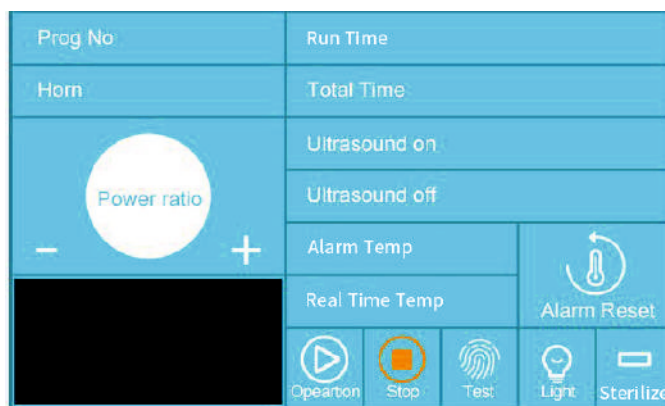 Prog No
Run Time
Horn
Total Time
Ultrasound on
Power ratio
Ultrasound off
- +
Alarm Temp
Real Time Temp
Alarm Reset
Opeartion
Stop
Test
Light
Sterilize